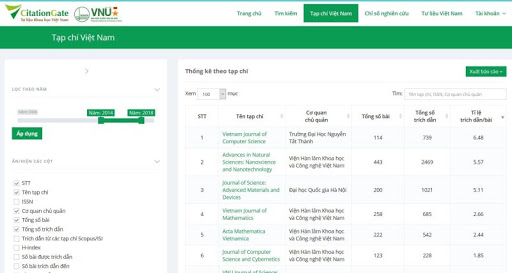 CitationGate
Tư liệu khoa học Việt Nam
VNU
Trang chủ Tìm kiếm Tạp chí Việt Nam Chỉ số nghiên cứu Tư liệu Việt Nam Tài khoản
Tạp chí Việt Nam
LỌC THEO NĂM
Năm: 2014 Năm: 2018
Áp dụng
ẨN/HIỆN CÁC CỘT
STT
Tên tạp chí
ISSN
Cơ quan chủ quản
Tổng số bài
Tổng số trích dẫn
Trích dẫn từ các tạp chí Scopus/ISI
H-index
Số bài được trích dẫn
Số bài trích dẫn đến
Thống kê theo tạp chí
Xuất báo cáo
Xem 100 mục
Tìm: Tên tạp chí, ISSN, Cơ quan chủ quản
STT Tên tạp chí Cơ quan chủ quản Tổng số bài Tổng số trích dẫn Tỉ lệ trích dẫn/bài
1 Vietnam Journal of Computer Science Trường Đại Học Nguyễn Tất Thành 114 739 6.48
2 Advances in Natural Sciences: Nanoscience and Nanotechnology Viện Hàn lâm Khoa học và Công nghệ Việt Nam 443 2469 5.57
3 Journal of Science: Advanced Materials and Devices Đại học Quốc gia Hà Nội 200 1021 5.11
4 Vietnam Journal of Mathematics Viện Hàn lâm Khoa học và Công nghệ Việt Nam 258 685 2.66
5 Acta Mathematica Vietnamica Viện Hàn lâm Khoa học và Công nghệ Việt Nam 222 542 2.44
6 Journal of Computer Science and Cybernetics Viện Hàn lâm Khoa học và Công nghệ Việt Nam 123 228 1.85
VNU Journal of Science